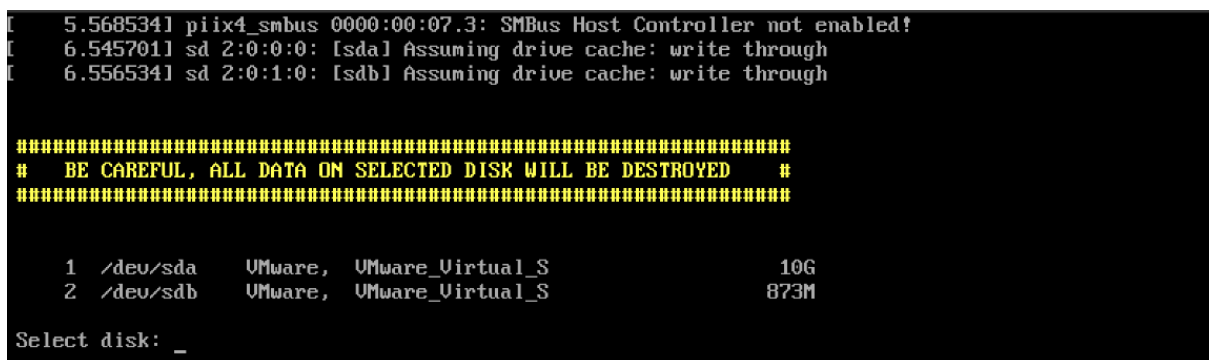 [    5.568534] piix4_smbus 0000:00:07.3: SMBus Host Controller not enabled!
[    6.545701] sd 2:0:0:0: [sda] Assuming drive cache: write through
[    6.556534] sd 2:0:1:0: [sdb] Assuming drive cache: write through
################################################################
#   BE CAREFUL, ALL DATA ON SELECTED DISK WILL BE DESTROYED    #
################################################################
1  /dev/sda    VMware,  VMware_Virtual_S    10G
2  /dev/sdb    VMware,  VMware_Virtual_S    873M
Select disk: _